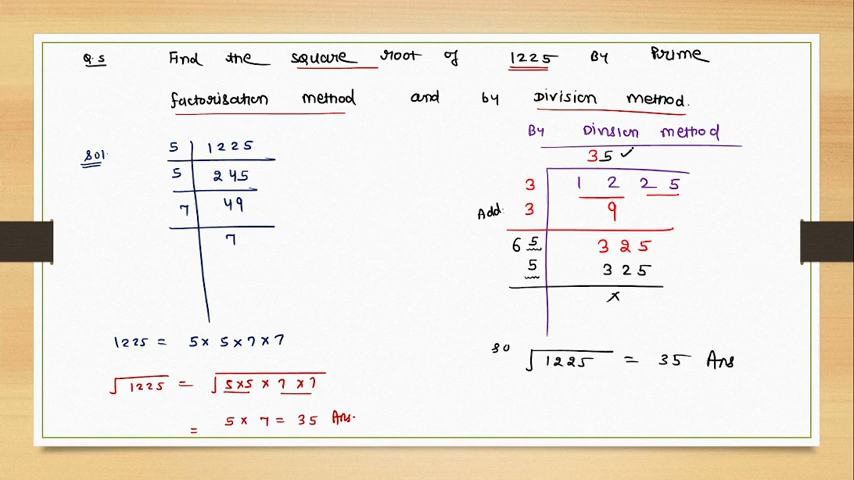 Q.5 Find the square root of 1225 By Prime
factorisation method and by Division method.
Sol.
5 | 1225
5 | 245
7 | 49
7
1225 = 5 × 5 × 7 × 7
√1225 = √5×5 × 7 × 7
= 5 × 7 = 35 Ans.
By Division method
35 ✓
3 | 1 2 2 5
Add. 3 | 9
65 | 325
5 | 325
×
so √1225 = 35 Ans